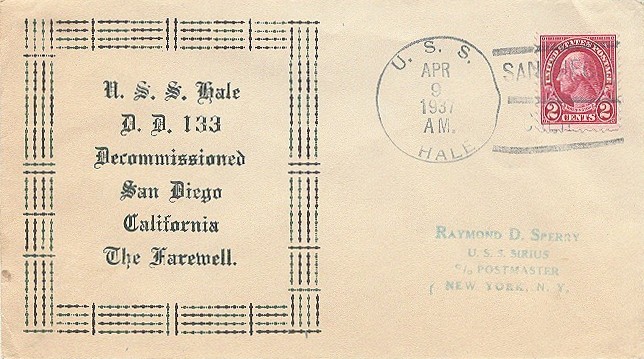 U. S. S. Hale
D. D. 133
Decommissioned
San Diego
California
The Farewell.
U. S. S.
APR
9
1937
A.M.
HALE
SAN
UNITED STATES POSTAGE
2 2
CENTS
RAYMOND D. SPERRY
U. S. S. SIRIUS
c/o POSTMASTER
NEW YORK, N. Y.